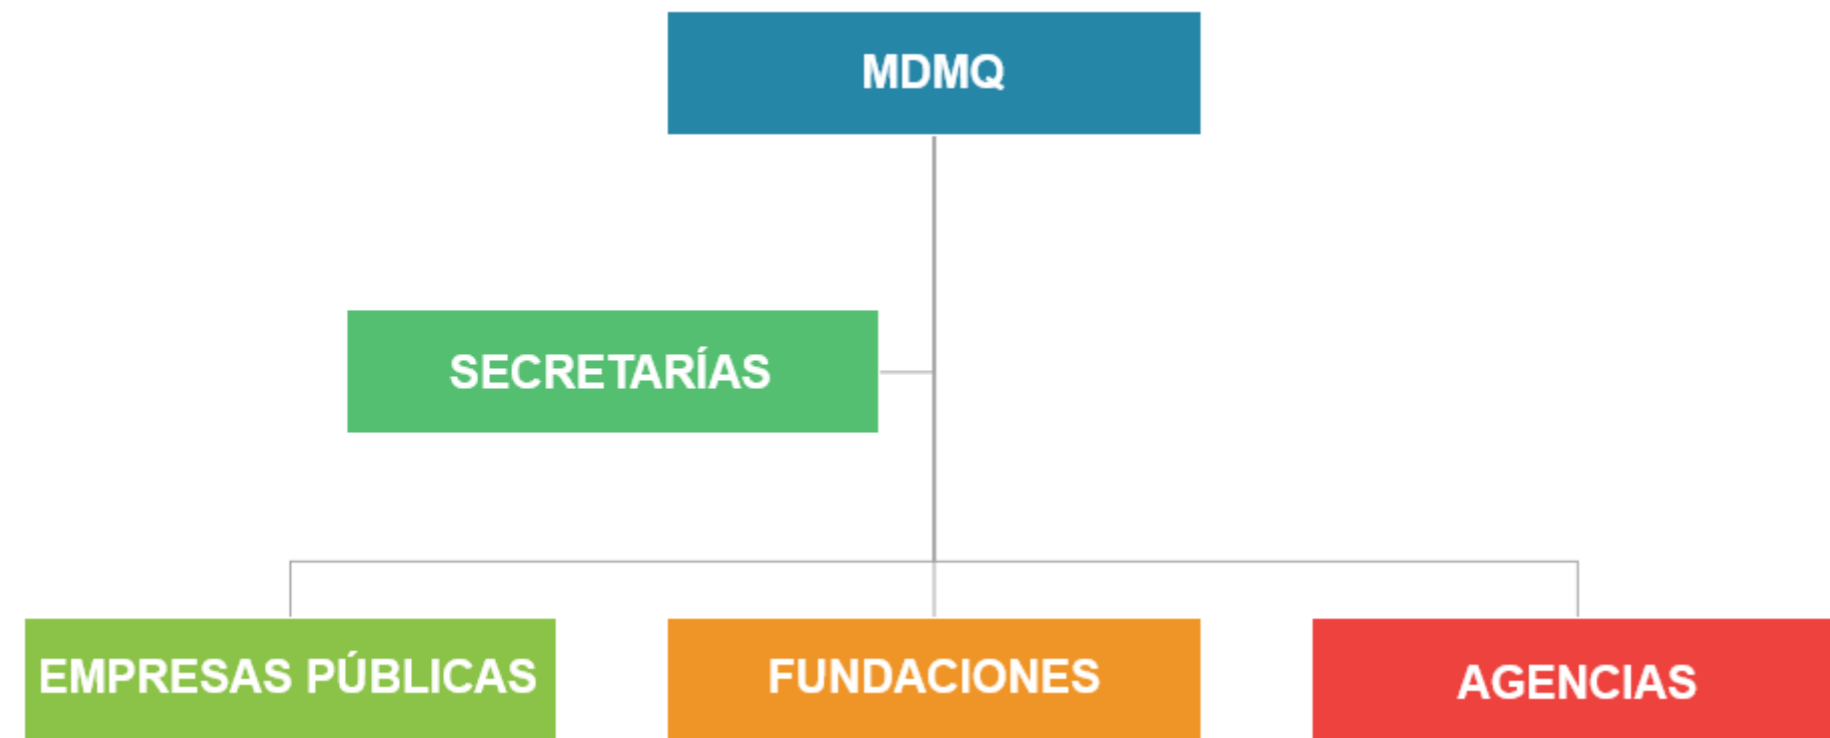 MDMQ
SECRETARÍAS
EMPRESAS PÚBLICAS
FUNDACIONES
AGENCIAS